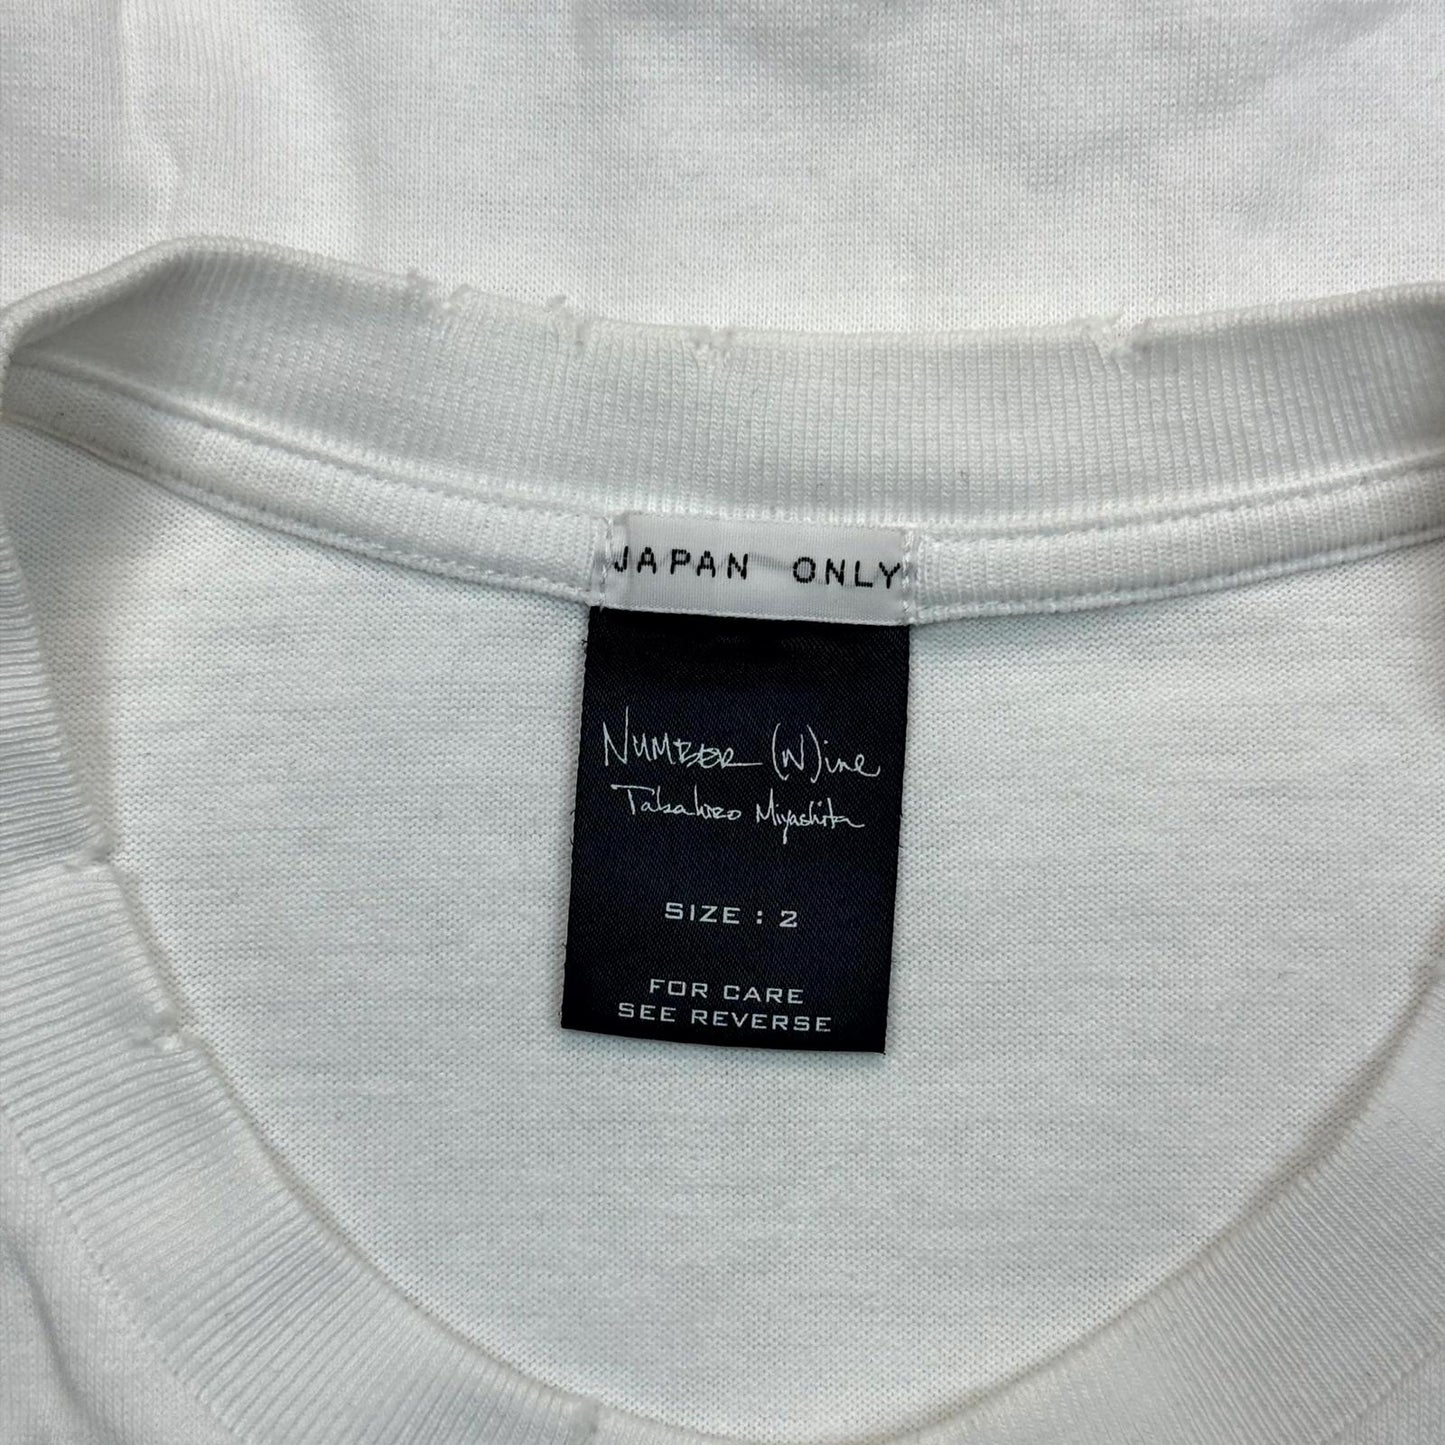 JAPAN ONLY
NUMBER (N)ine
Takahiro Miyashita
SIZE : 2
FOR CARE
SEE REVERSE